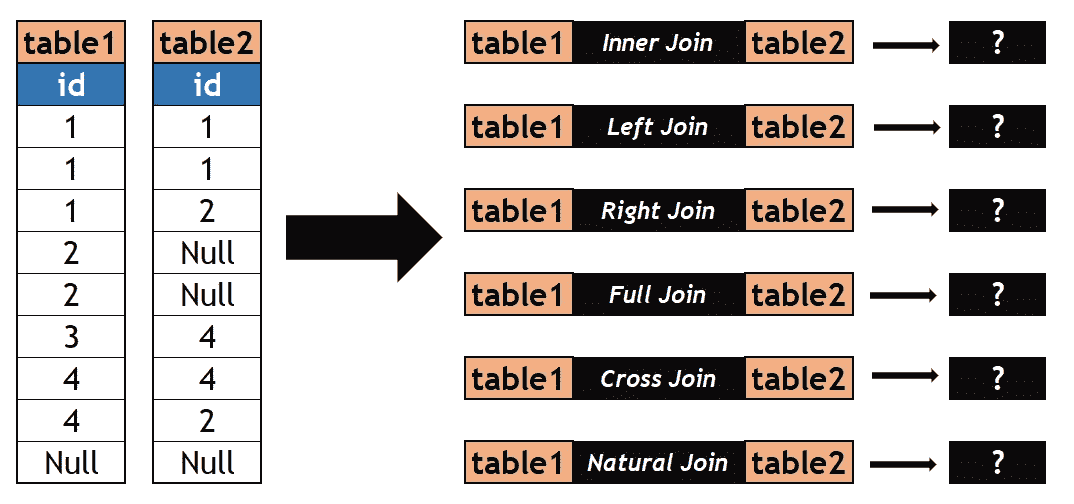 table1 table2
id id
1 1
1 1
1 2
2 Null
2 Null
3 4
4 4
4 2
Null Null
table1 Inner Join table2 ?
table1 Left Join table2 ?
table1 Right Join table2 ?
table1 Full Join table2 ?
table1 Cross Join table2 ?
table1 Natural Join table2 ?